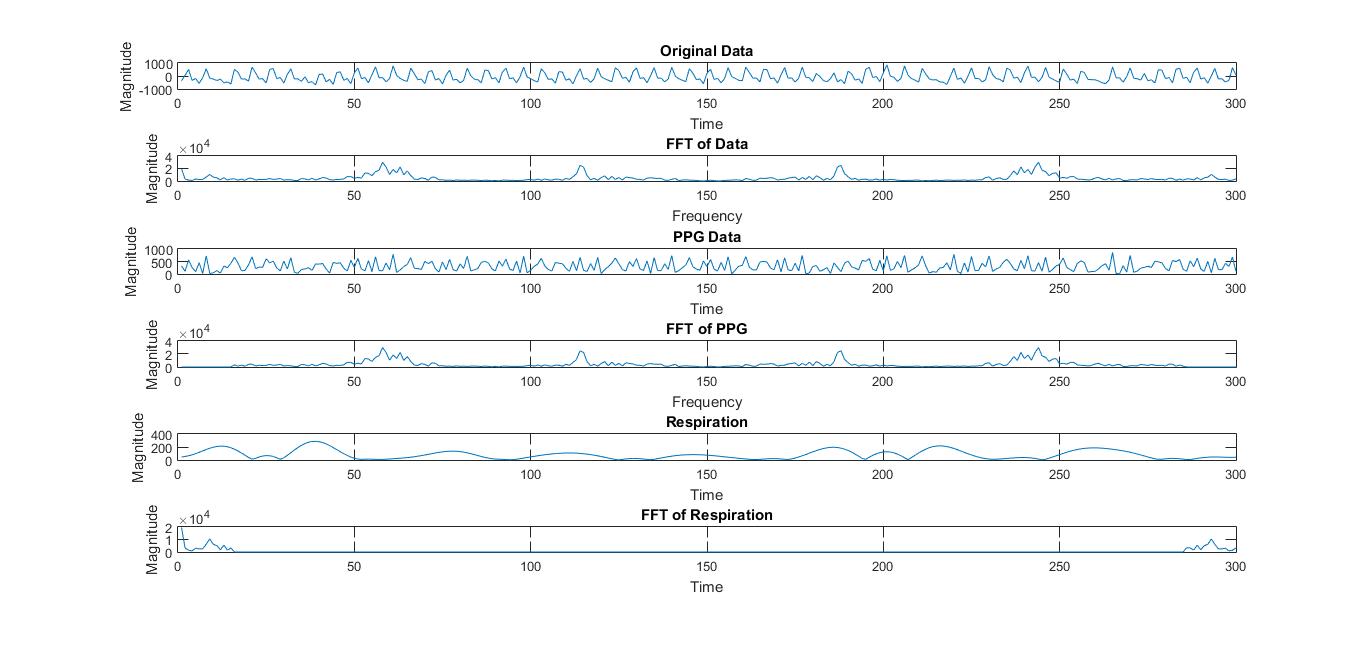 Original Data
Magnitude
1000
0
-1000
0 50 100 150 200 250 300
Time
FFT of Data
×10^4
Magnitude
4
2
0
0 50 100 150 200 250 300
Frequency
PPG Data
Magnitude
1000
500
0
0 50 100 150 200 250 300
Time
FFT of PPG
×10^4
Magnitude
4
2
0
0 50 100 150 200 250 300
Frequency
Respiration
Magnitude
400
200
0
0 50 100 150 200 250 300
Time
FFT of Respiration
×10^4
Magnitude
2
1
0
0 50 100 150 200 250 300
Time